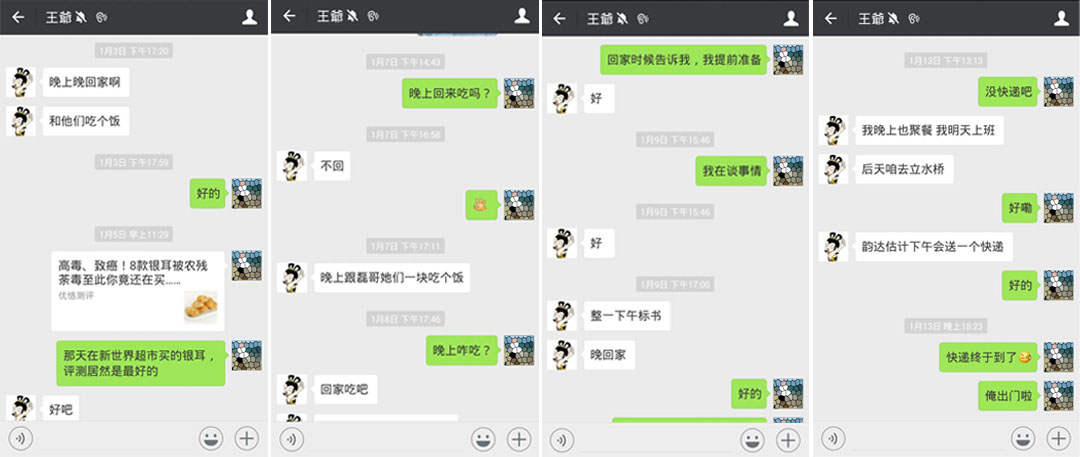 王爺
1月3日 下午17:20
晚上晚回家啊
和他们吃个饭
1月3日 下午17:59
好的
1月5日 早上11:29
高毒、致癌！8款银耳被农残
荼毒至此你竟还在买......
优恪测评
那天在新世界超市买的银耳，
评测居然是最好的
好吧
王爺
1月7日 下午14:43
晚上回来吃吗？
1月7日 下午16:58
不回
1月7日 下午17:11
晚上跟磊哥她们一块吃个饭
1月8日 下午17:46
晚上咋吃？
回家吃吧
王爺
回家时候告诉我，我提前准备
好
1月9日 下午15:46
我在谈事情
1月9日 下午15:46
好
1月9日 下午17:00
整一下午标书
晚回家
好的
王爺
1月13日 下午13:13
没快递吧
我晚上也聚餐 我明天上班
后天咱去立水桥
好嘞
韵达估计下午会送一个快递
好的
1月13日 晚上18:23
快递终于到了
俺出门啦